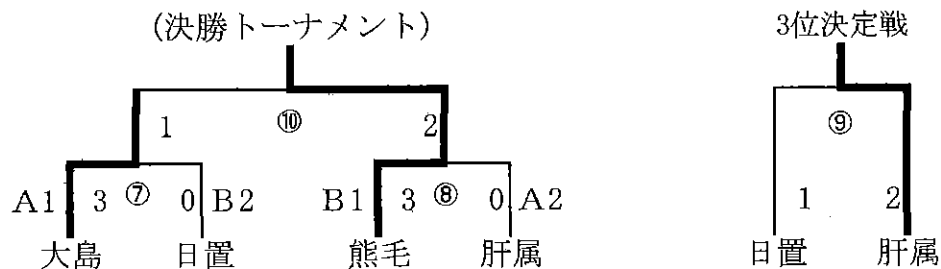 (決勝トーナメント)
3位決定戦
1 ⑩ 2
⑨
A1 3 ⑦ 0 B2
B1 3 ⑧ 0 A2
1 2
大島 日置 熊毛 肝属
日置 肝属